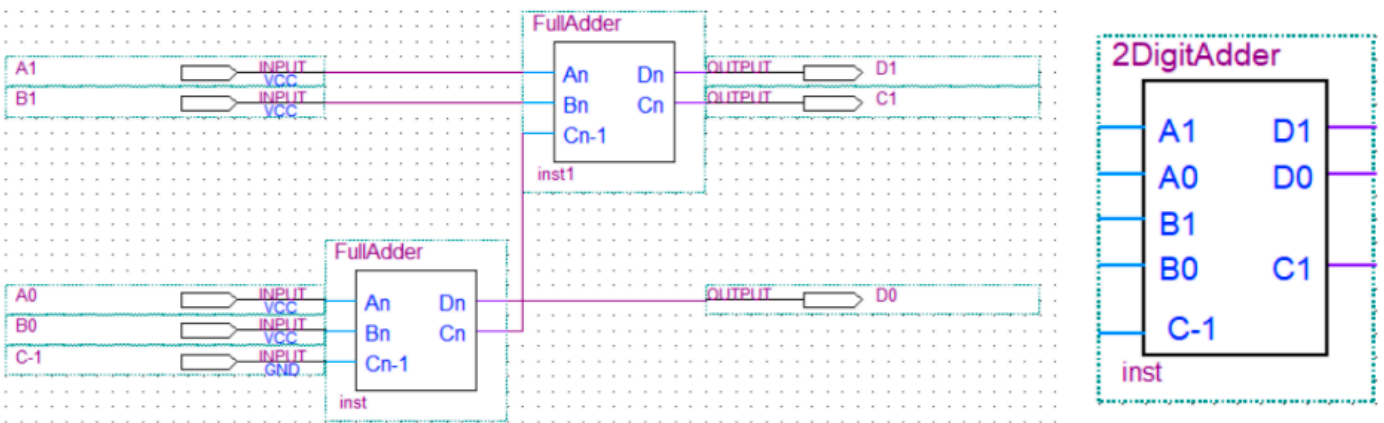 FullAdder
A1 INPUT VCC An Dn OUTPUT D1
B1 INPUT VCC Bn Cn OUTPUT C1
Cn-1
inst1
FullAdder
A0 INPUT VCC An Dn OUTPUT D0
B0 INPUT VCC Bn Cn
C-1 INPUT GND Cn-1
inst
2DigitAdder
A1 D1
A0 D0
B1
B0 C1
C-1
inst